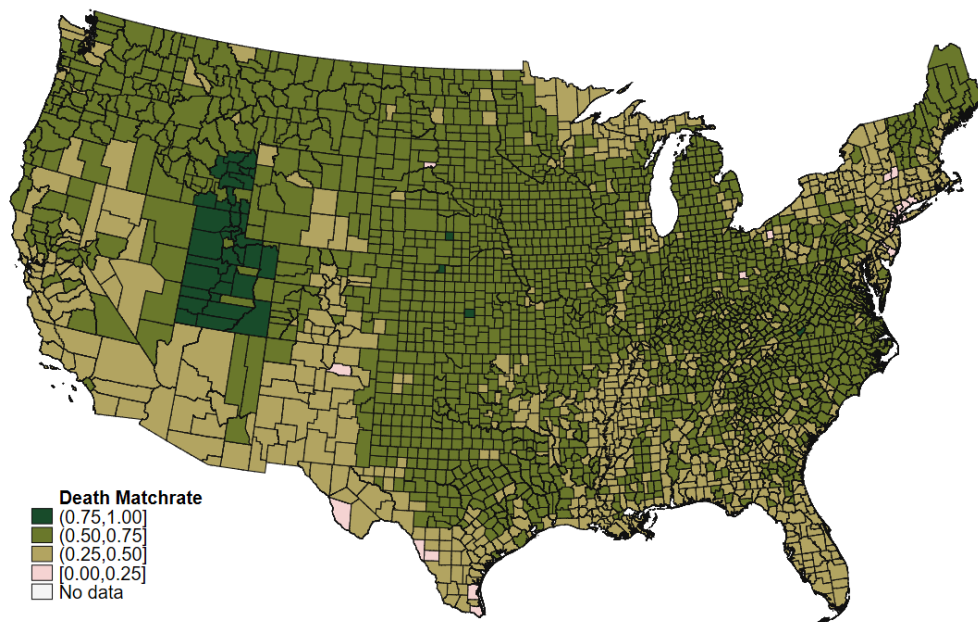 Death Matchrate
(0.75,1.00]
(0.50,0.75]
(0.25,0.50]
[0.00,0.25]
No data